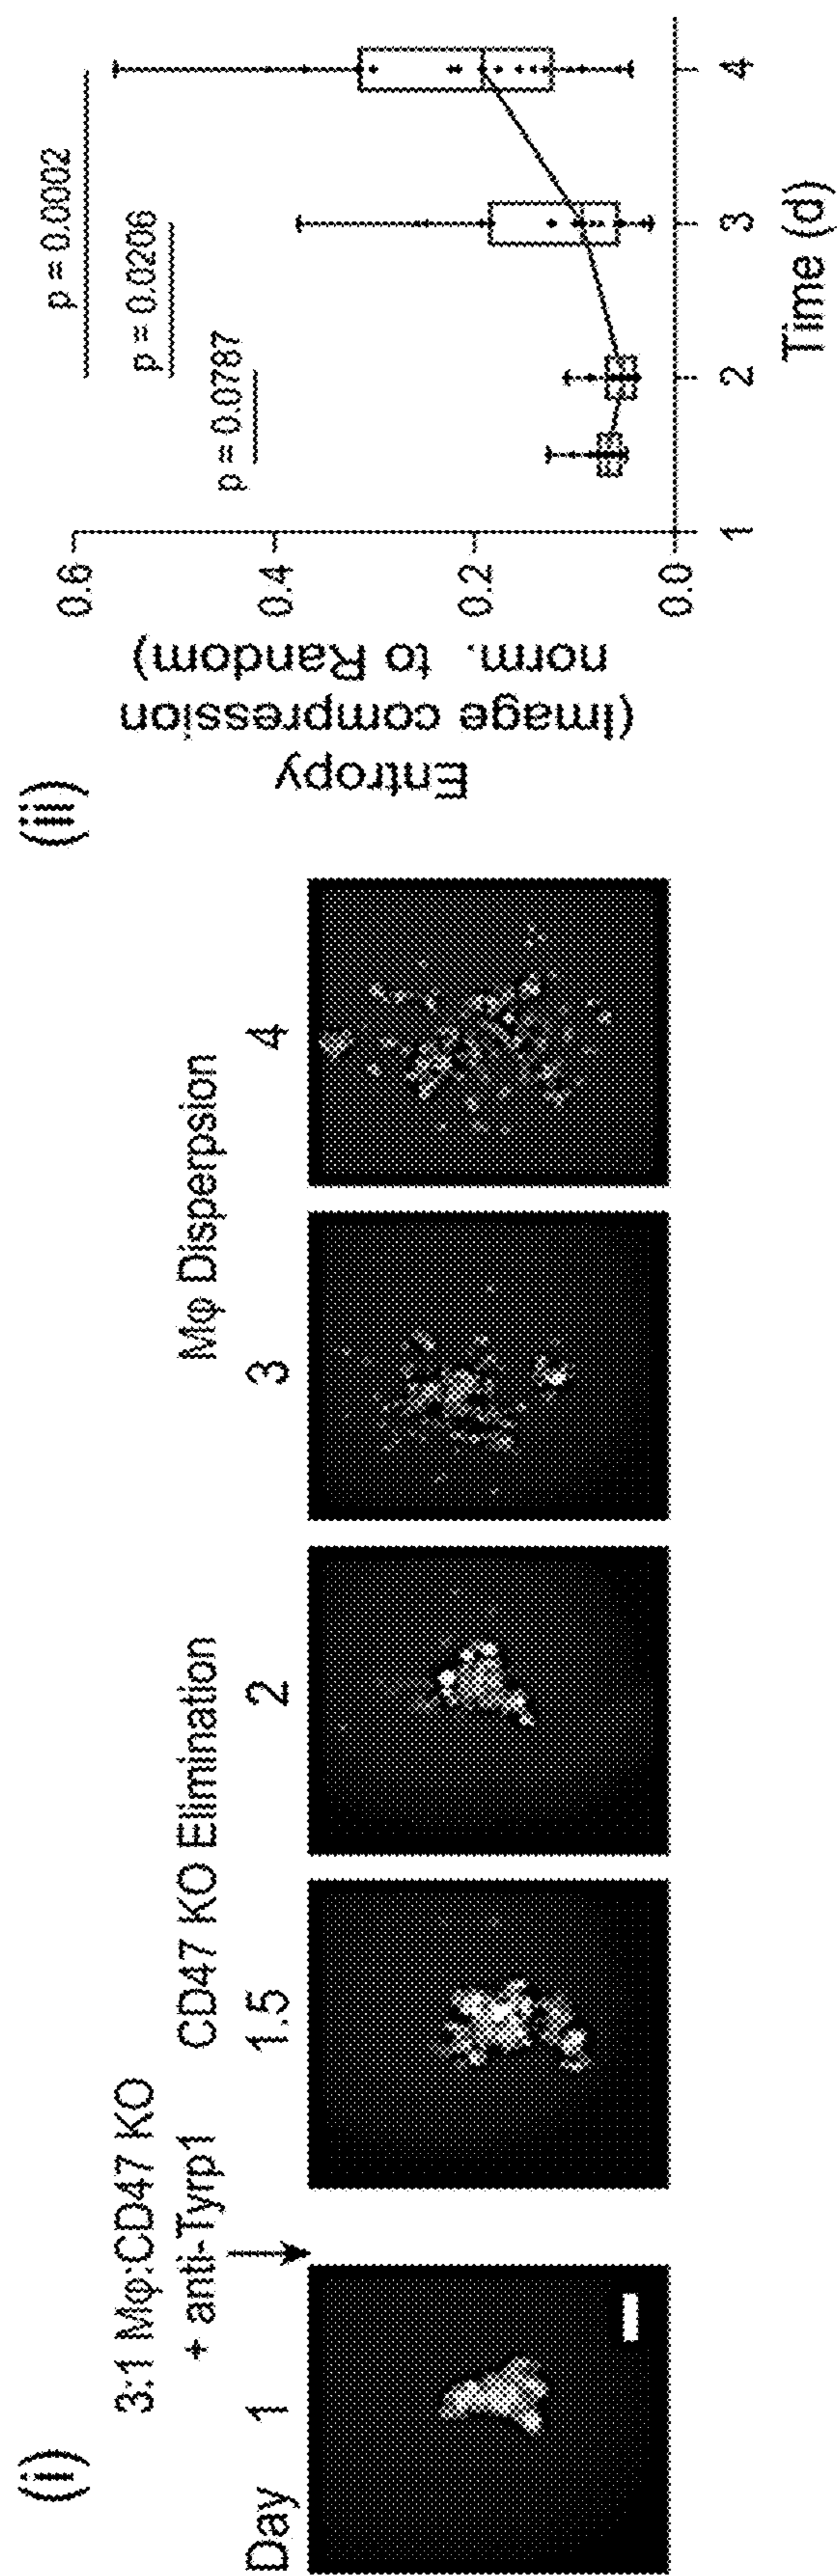 (i)
3:1 Mφ:CD47 KO
+ anti-Tyrp1
CD47 KO Elimination
Mφ Disperpsion
Day 1 1.5 2 3 4
(ii)
Entropy
(Image compression
norm. to Random)
0.6
0.4
0.2
0.0
p = 0.0002
p = 0.0206
p = 0.0787
1 2 3 4
Time (d)